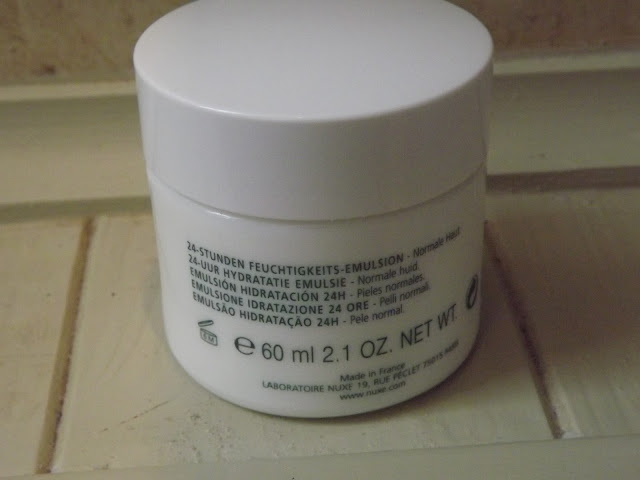 24-STUNDEN FEUCHTIGKEITS-EMULSION - Normale Haut
24-UUR HYDRATATIE EMULSIE - Normale huid.
EMULSIÓN HIDRATACIÓN 24H - Pieles normales.
EMULSIONE IDRATAZIONE 24 ORE - Pelli normali.
EMULSÃO HIDRATAÇÃO 24H - Pele normal.
e 60 ml 2.1 OZ. NET WT.
Made in France
LABORATOIRE NUXE 19, RUE PÉCLET 75015 PARIS
www.nuxe.com